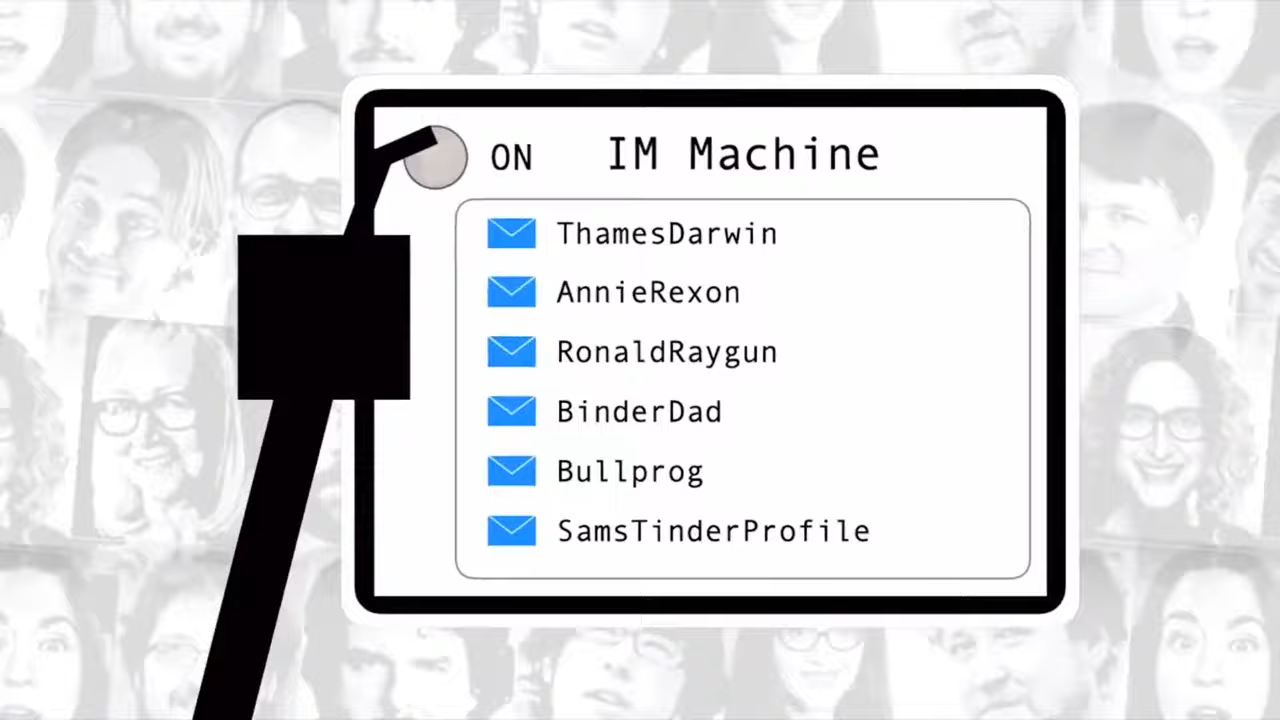 ON IM Machine
ThamesDarwin
AnnieRexon
RonaldRaygun
BinderDad
Bullprog
SamsTinderProfile